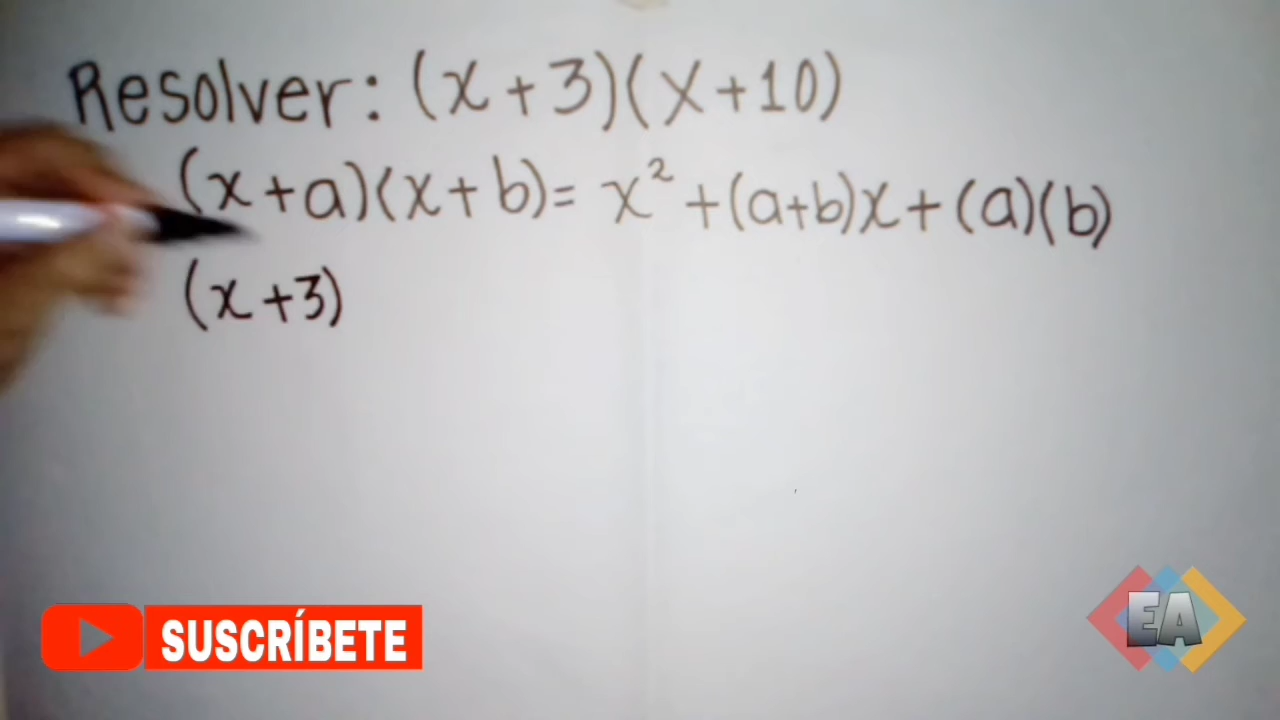 Resolver: (x+3)(x+10)
(x+a)(x+b)= x²+(a+b)x+(a)(b)
(x+3)
SUSCRÍBETE
EA